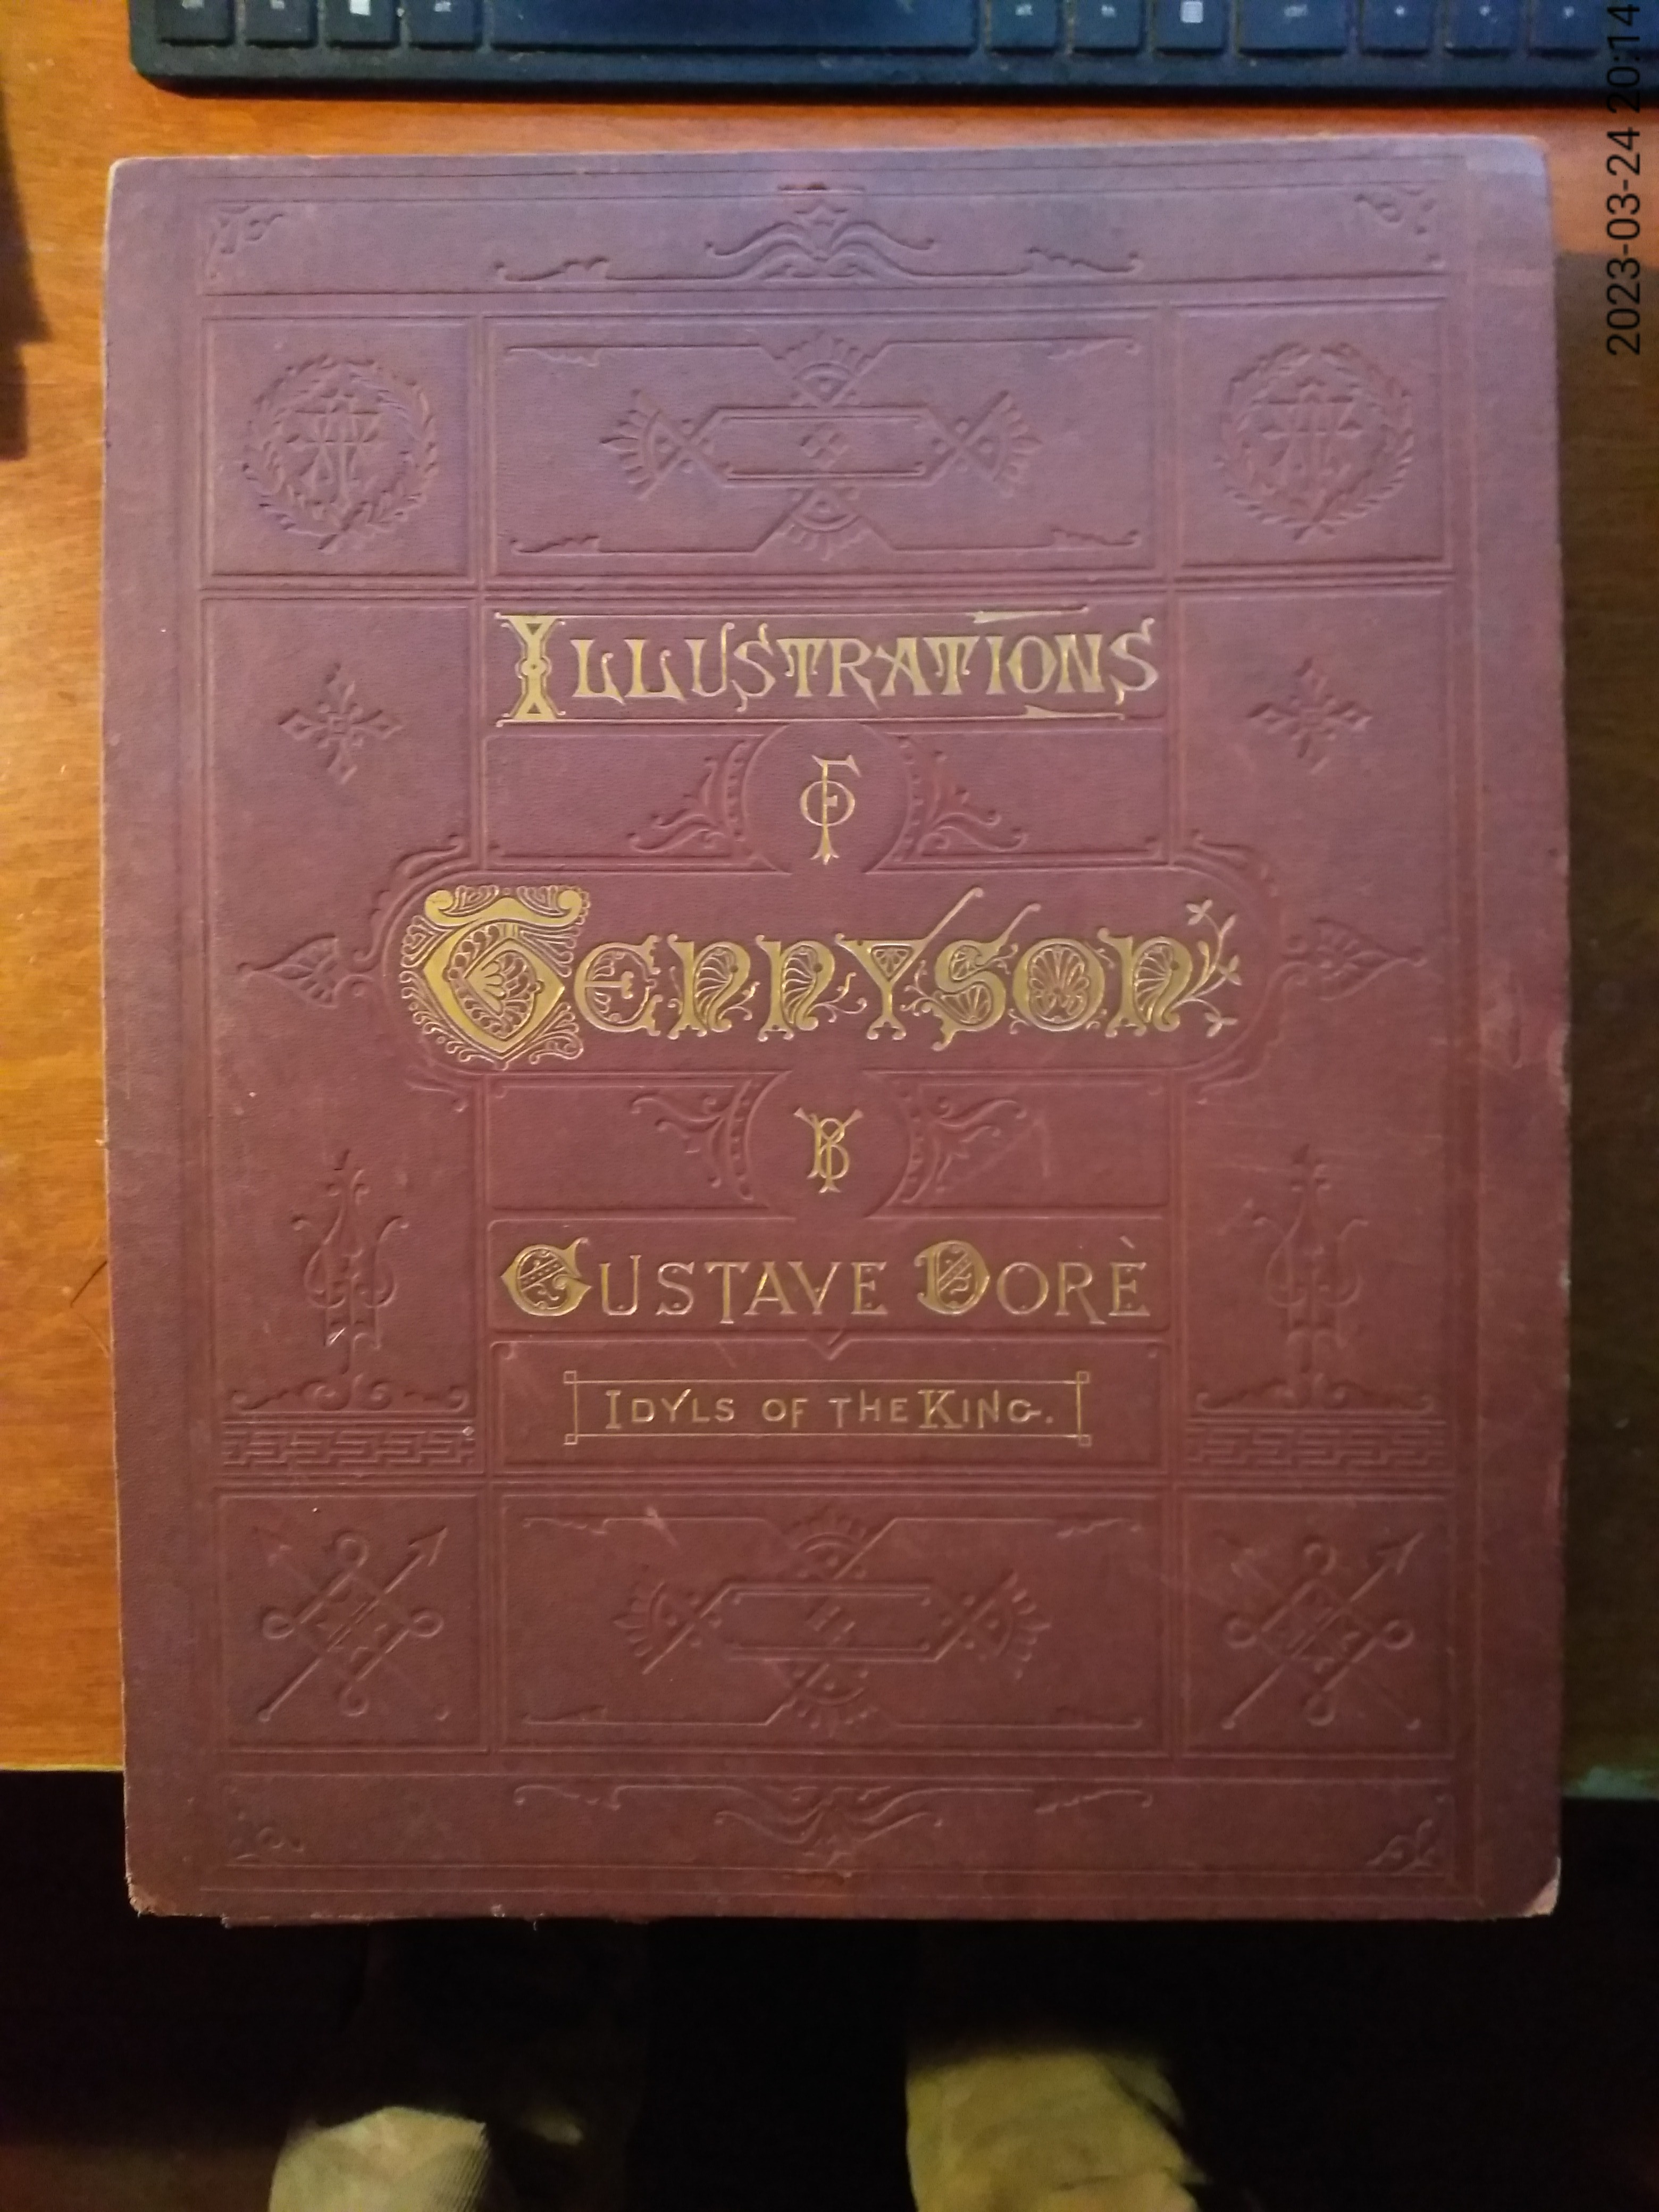 2023-03-24 20:14
ILLUSTRATIONS
OF
TENNYSON
BY
GUSTAVE DORÈ
IDYLS OF THE KING.